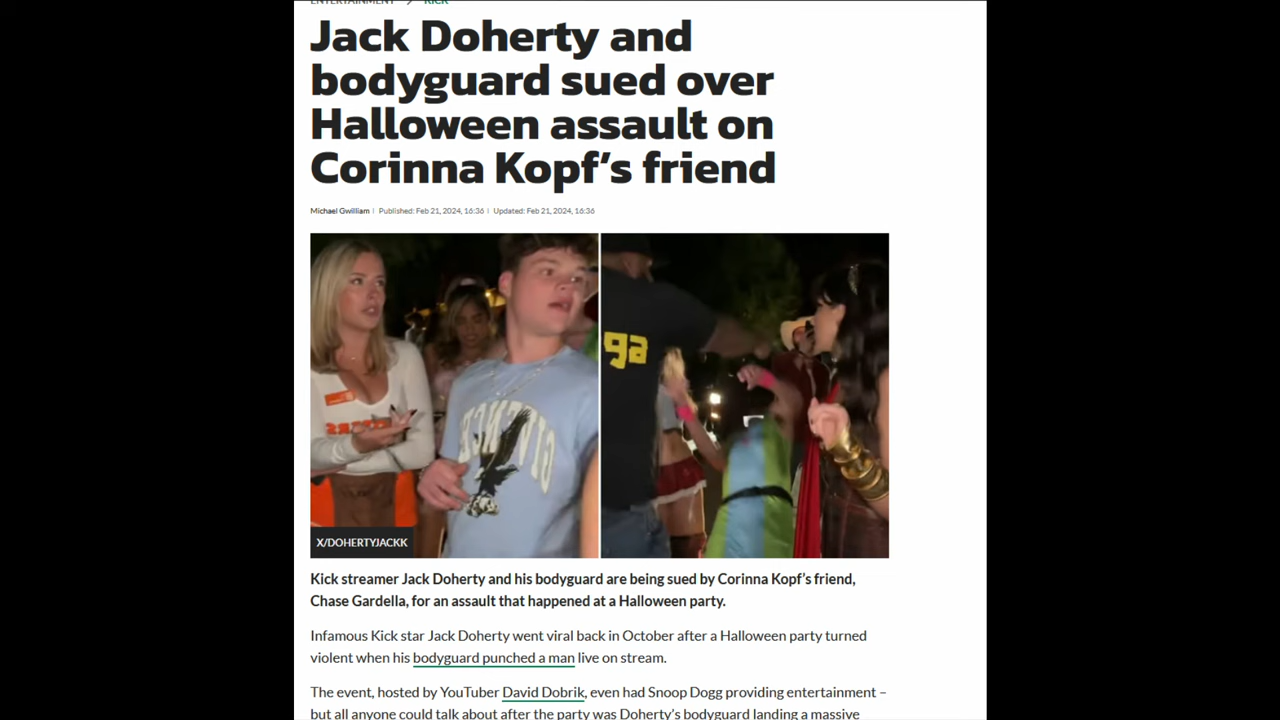 ENTERTAINMENT > KICK
Jack Doherty and
bodyguard sued over
Halloween assault on
Corinna Kopf’s friend
Michael Gwilliam | Published: Feb 21, 2024, 16:36 | Updated: Feb 21, 2024, 16:36
ga
X/DOHERTYJACKK
Kick streamer Jack Doherty and his bodyguard are being sued by Corinna Kopf’s friend,
Chase Gardella, for an assault that happened at a Halloween party.
Infamous Kick star Jack Doherty went viral back in October after a Halloween party turned
violent when his bodyguard punched a man live on stream.
The event, hosted by YouTuber David Dobrik, even had Snoop Dogg providing entertainment –
but all anyone could talk about after the party was Doherty’s bodyguard landing a massive